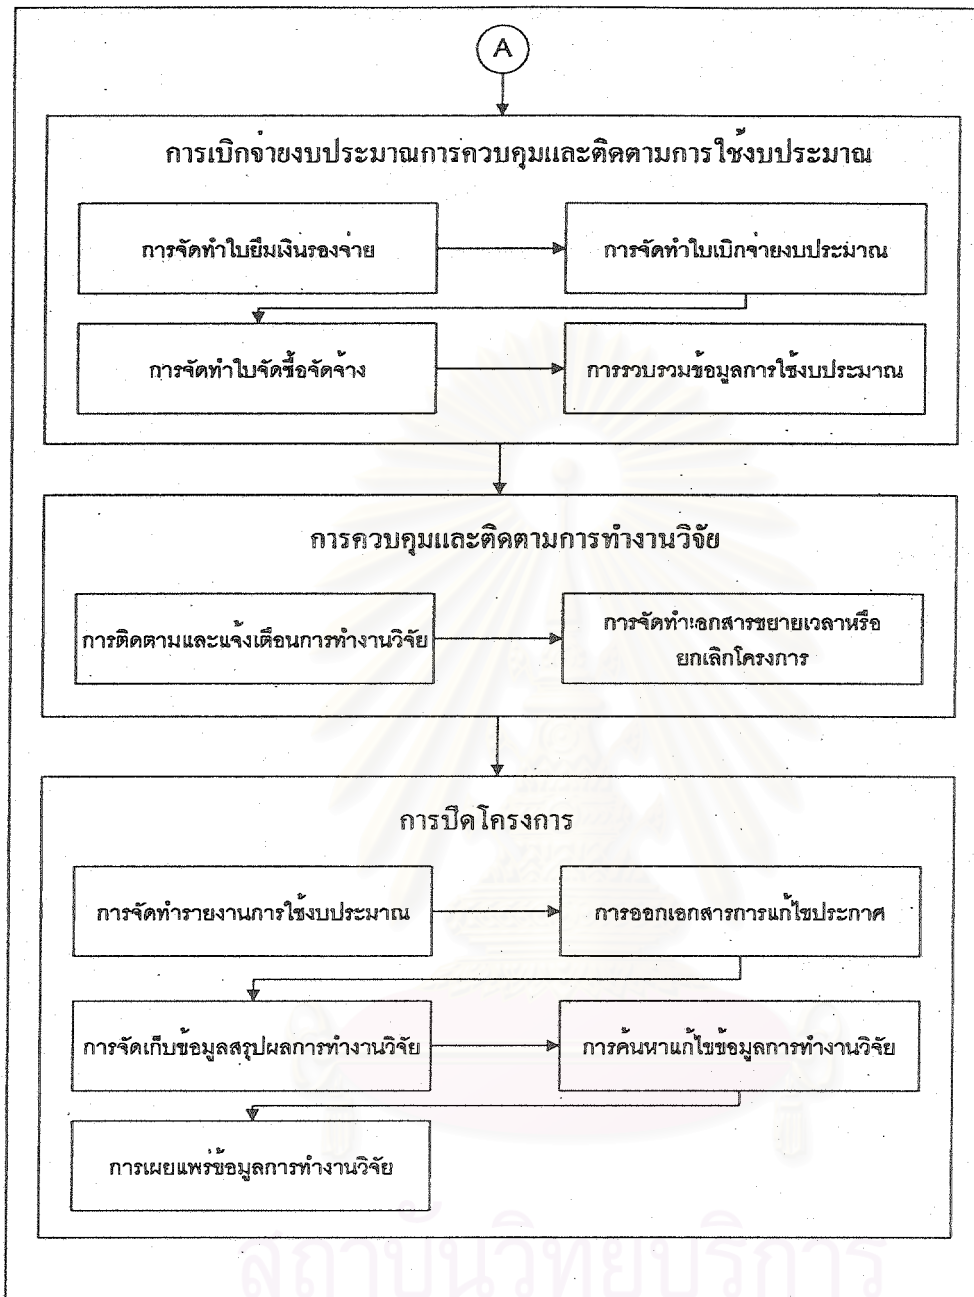 A
การเบิกจ่ายงบประมาณการควบคุมและติดตามการใช้งบประมาณ
การจัดทำใบยืมเงินรองจ่าย
การจัดทำใบเบิกจ่ายงบประมาณ
การจัดทำใบจัดซื้อจัดจ้าง
การรวบรวมข้อมูลการใช้งบประมาณ
การควบคุมและติดตามการทำงานวิจัย
การติดตามและแจ้งเตือนการทำงานวิจัย
การจัดทำเอกสารขยายเวลาหรือ
ยกเลิกโครงการ
การปิดโครงการ
การจัดทำรายงานการใช้งบประมาณ
การออกเอกสารการแก้ไขประกาศ
การจัดเก็บข้อมูลสรุปผลการทำงานวิจัย
การค้นหาแก้ไขข้อมูลการทำงานวิจัย
การเผยแพร่ข้อมูลการทำงานวิจัย
สถาบันวิทยบริการ